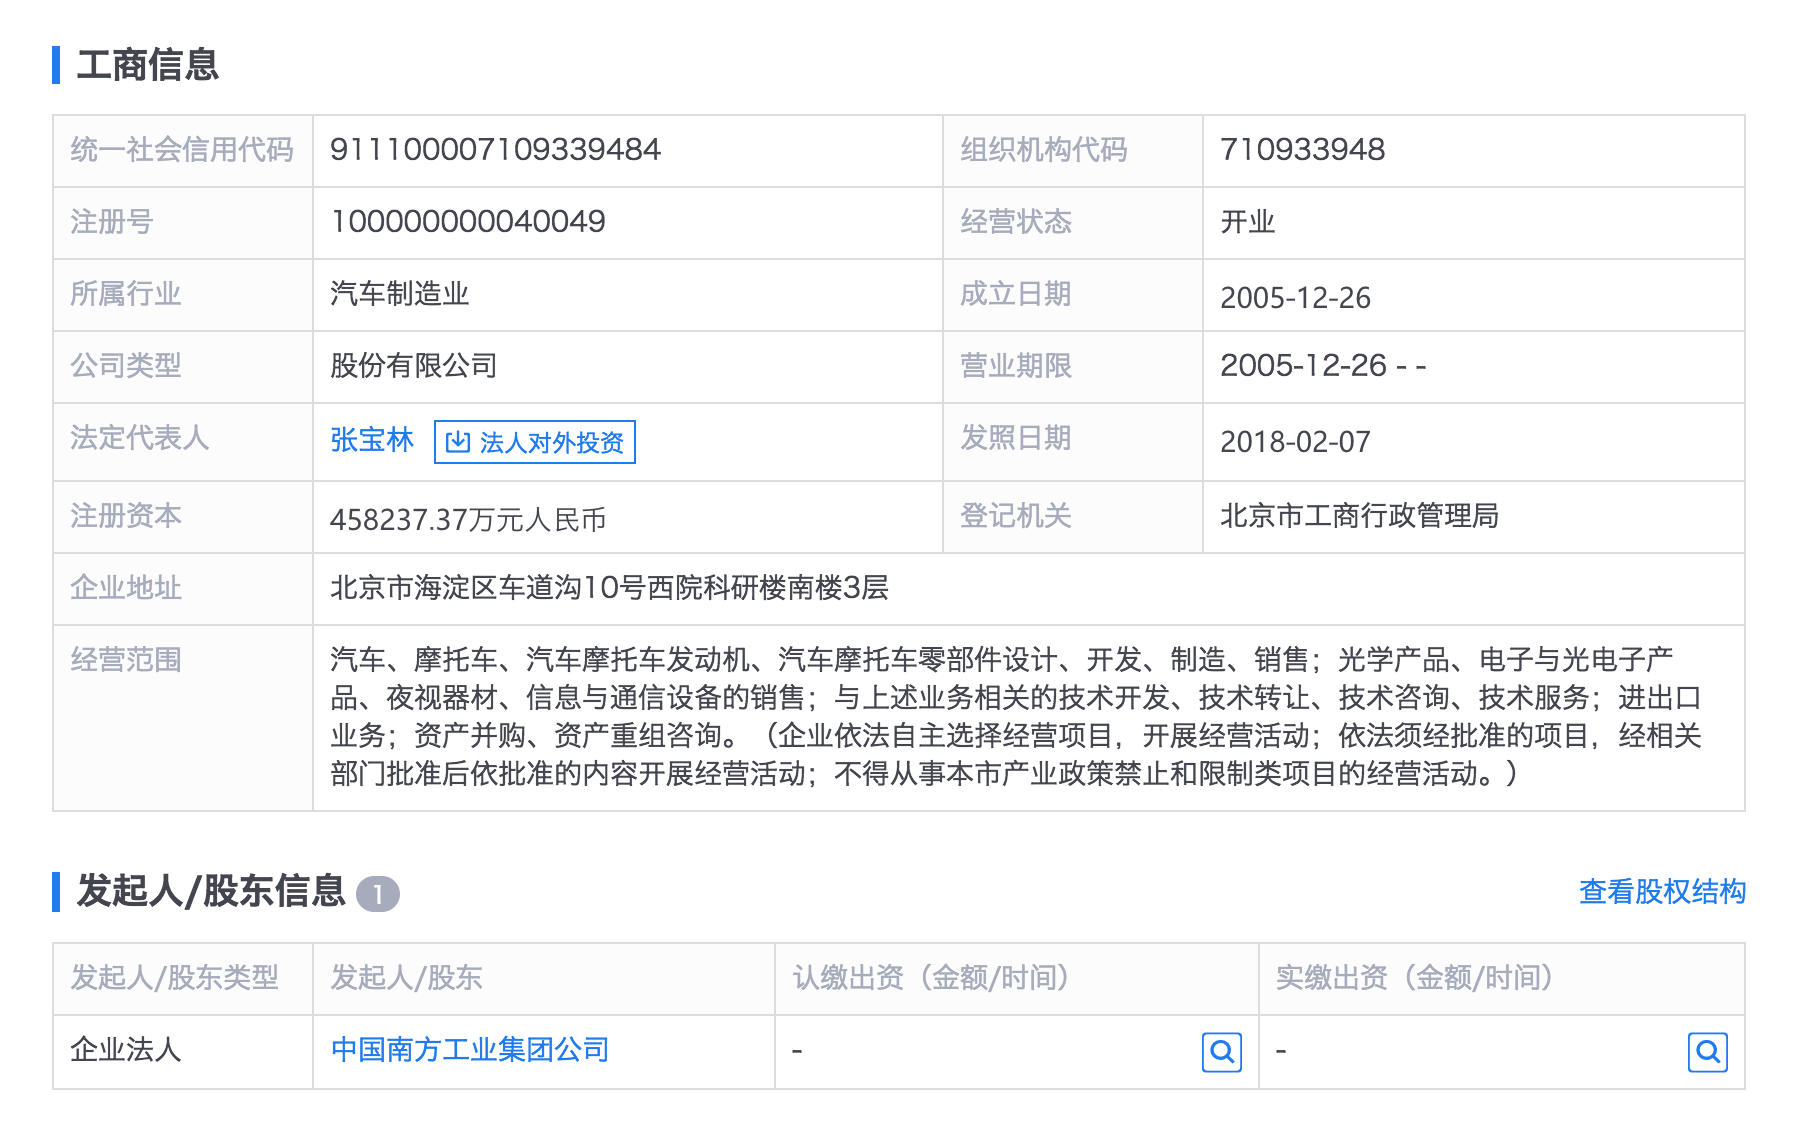 工商信息
统一社会信用代码 911100007109339484 组织机构代码 710933948
注册号 100000000040049 经营状态 开业
所属行业 汽车制造业 成立日期 2005-12-26
公司类型 股份有限公司 营业期限 2005-12-26 - -
法定代表人 张宝林 法人对外投资 发照日期 2018-02-07
注册资本 458237.37万元人民币 登记机关 北京市工商行政管理局
企业地址 北京市海淀区车道沟10号西院科研楼南楼3层
经营范围 汽车、摩托车、汽车摩托车发动机、汽车摩托车零部件设计、开发、制造、销售；光学产品、电子与光电子产
品、夜视器材、信息与通信设备的销售；与上述业务相关的技术开发、技术转让、技术咨询、技术服务；进出口
业务；资产并购、资产重组咨询。（企业依法自主选择经营项目，开展经营活动；依法须经批准的项目，经相关
部门批准后依批准的内容开展经营活动；不得从事本市产业政策禁止和限制类项目的经营活动。）
发起人/股东信息 1 查看股权结构
发起人/股东类型 发起人/股东 认缴出资（金额/时间） 实缴出资（金额/时间）
企业法人 中国南方工业集团公司 - -